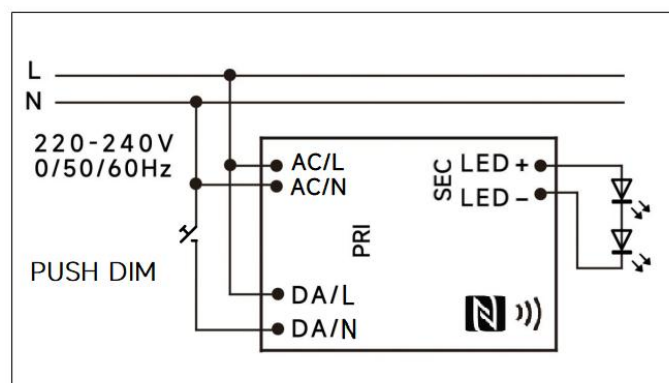 L
N
220-240V
0/50/60Hz
PUSH DIM
AC/L
AC/N
PRI
DA/L
DA/N
SEC
LED +
LED -